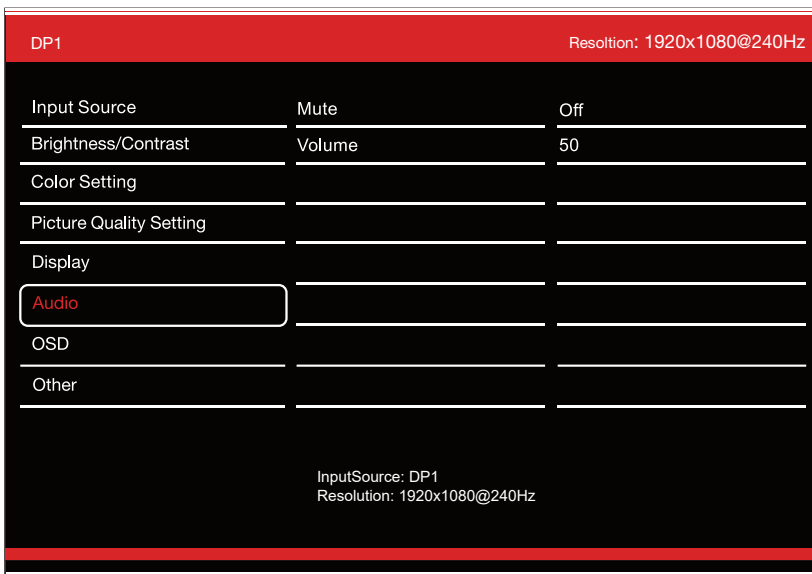 DP1 Resoltion: 1920x1080@240Hz
Input Source Mute Off
Brightness/Contrast Volume 50
Color Setting
Picture Quality Setting
Display
Audio
OSD
Other
InputSource: DP1
Resolution: 1920x1080@240Hz